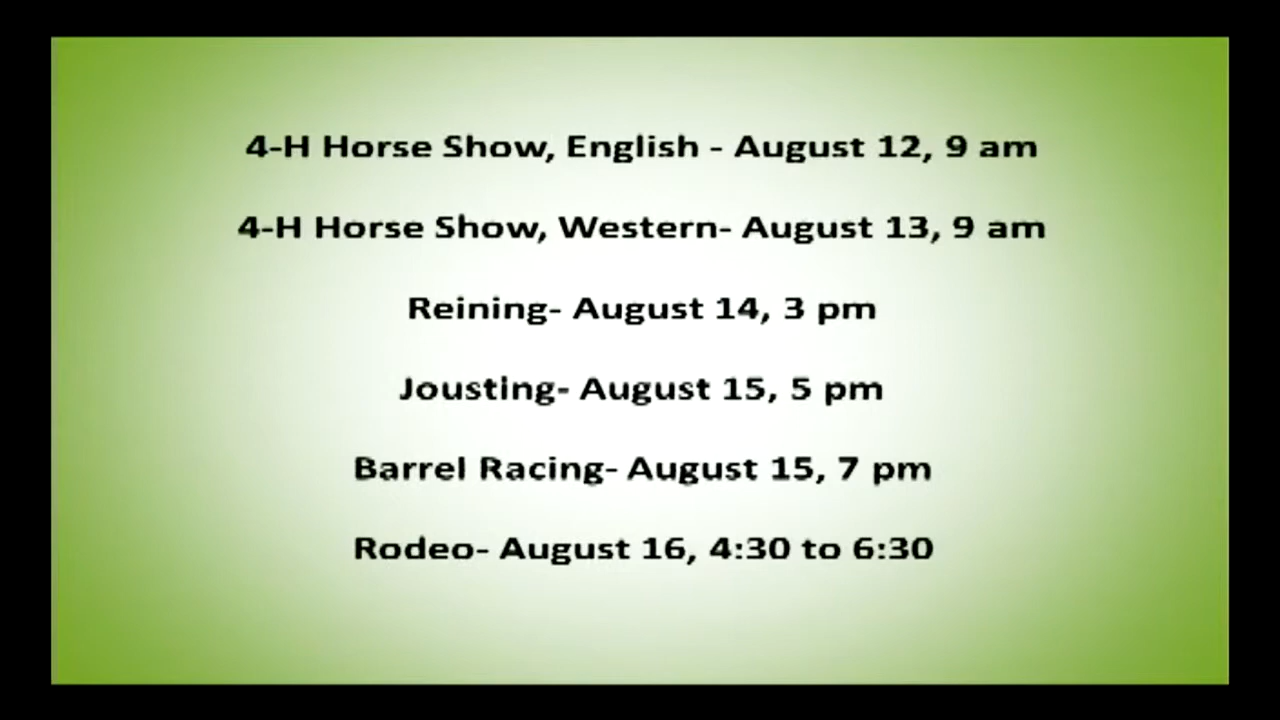 4-H Horse Show, English - August 12, 9 am
4-H Horse Show, Western- August 13, 9 am
Reining- August 14, 3 pm
Jousting- August 15, 5 pm
Barrel Racing- August 15, 7 pm
Rodeo- August 16, 4:30 to 6:30